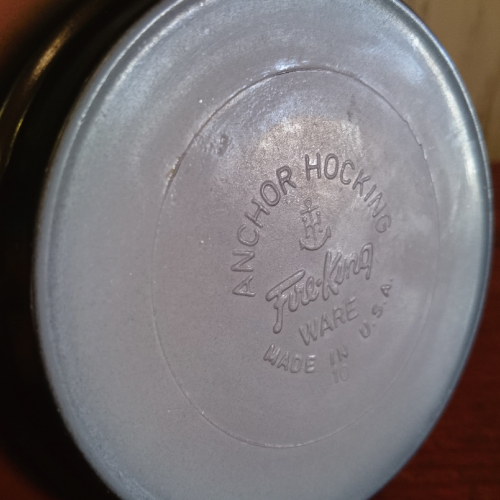 ANCHOR HOCKING
Fire-King
WARE
MADE IN U.S.A.
10